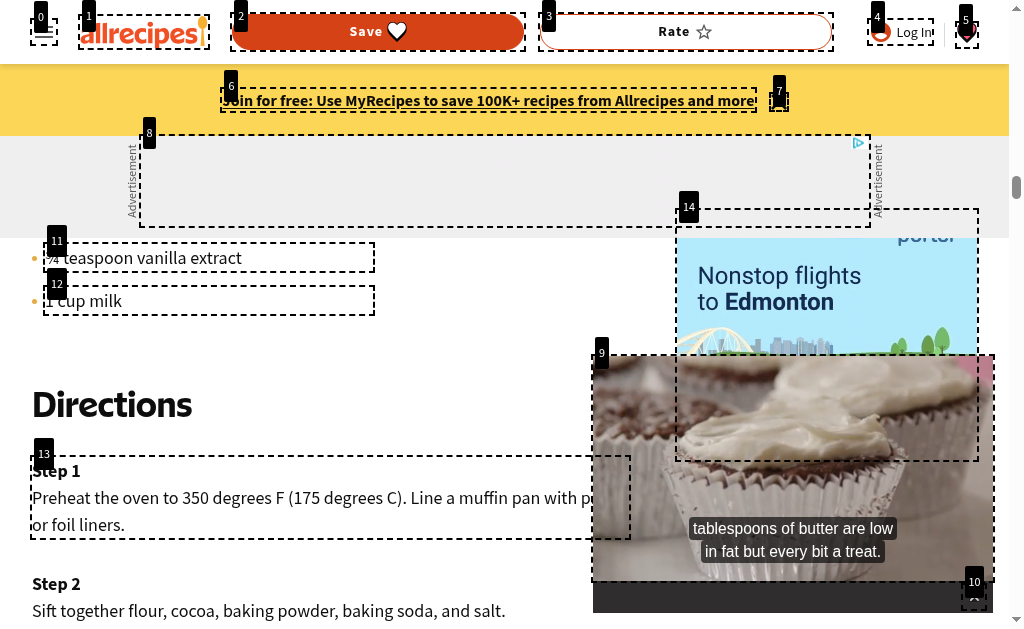 0
1
2
3
4
5
allrecipes
Save
Rate
Log In
6
7
Join for free: Use MyRecipes to save 100K+ recipes from Allrecipes and more
8
Advertisement
Advertisement
14
porter
Nonstop flights
to Edmonton
11
¾ teaspoon vanilla extract
12
1 cup milk
9
Directions
13
Step 1
Preheat the oven to 350 degrees F (175 degrees C). Line a muffin pan with
or foil liners.
tablespoons of butter are low
in fat but every bit a treat.
10
Step 2
Sift together flour, cocoa, baking powder, baking soda, and salt.